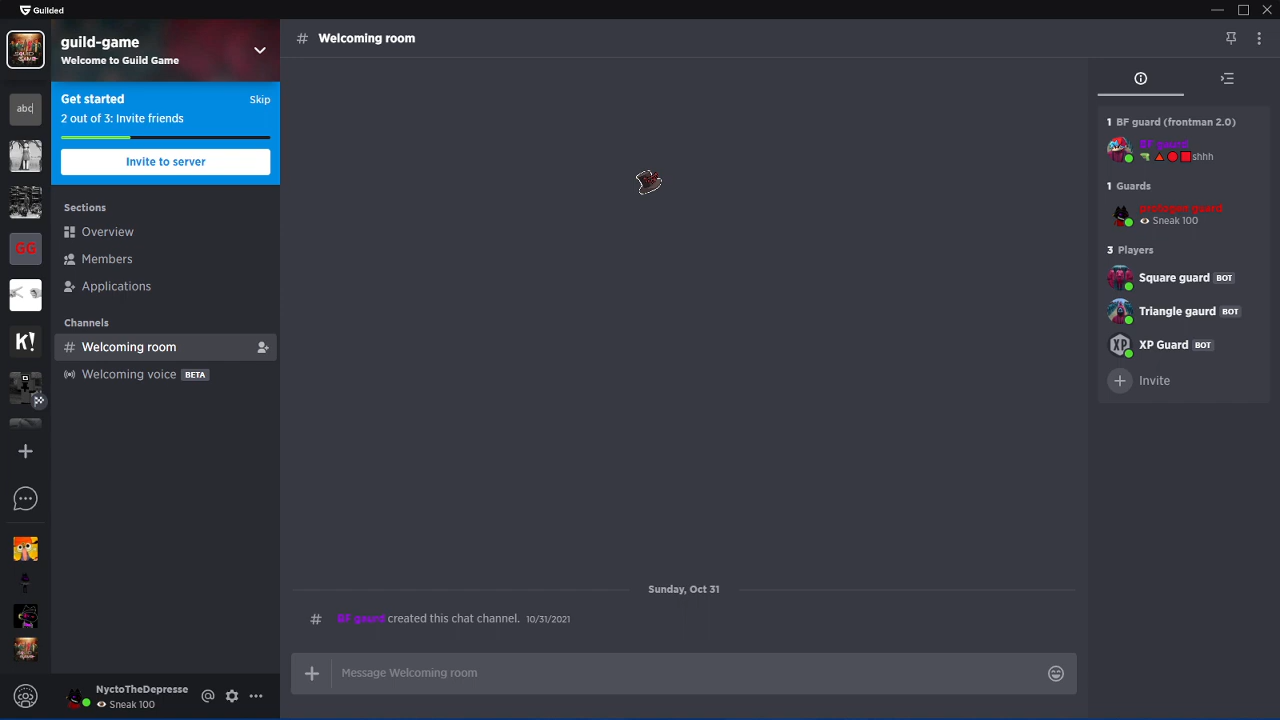 Guilded
guild-game
Welcome to Guild Game
Get started
Skip
2 out of 3: Invite friends
Invite to server
Sections
Overview
Members
Applications
Channels
Welcoming room
Welcoming voice BETA
abc
GG
K!
NyctoTheDepresse
Sneak 100
# Welcoming room
Sunday, Oct 31
# BF gaurd created this chat channel. 10/31/2021
Message Welcoming room
1 BF guard (frontman 2.0)
BF gaurd
shhh
1 Guards
protogen guard
Sneak 100
3 Players
Square guard BOT
Triangle gaurd BOT
XP
XP Guard BOT
Invite